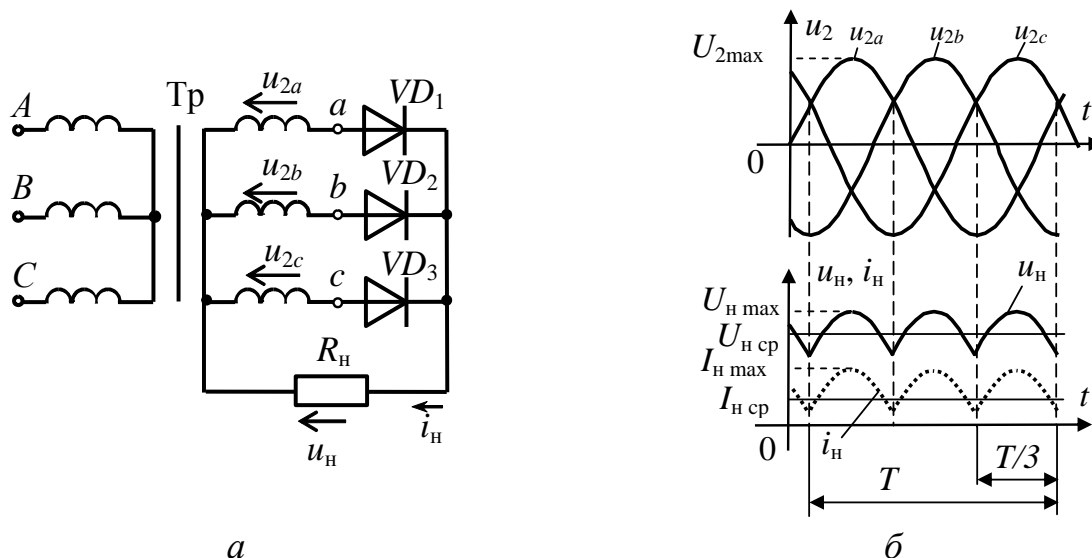 A
B
C
Тр
u2a
a
VD1
u2b
b
VD2
u2c
c
VD3
Rн
uн
iн
а
u2
u2a
u2b
u2c
U2max
t
0
uн, iн
uн
Uн max
Uн ср
Iн max
Iн ср
t
0
iн
T/3
T
б